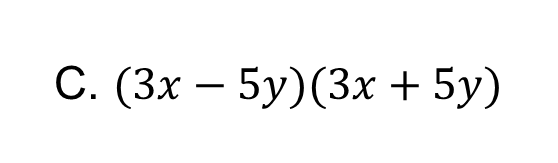 C. (3x − 5y)(3x + 5y)